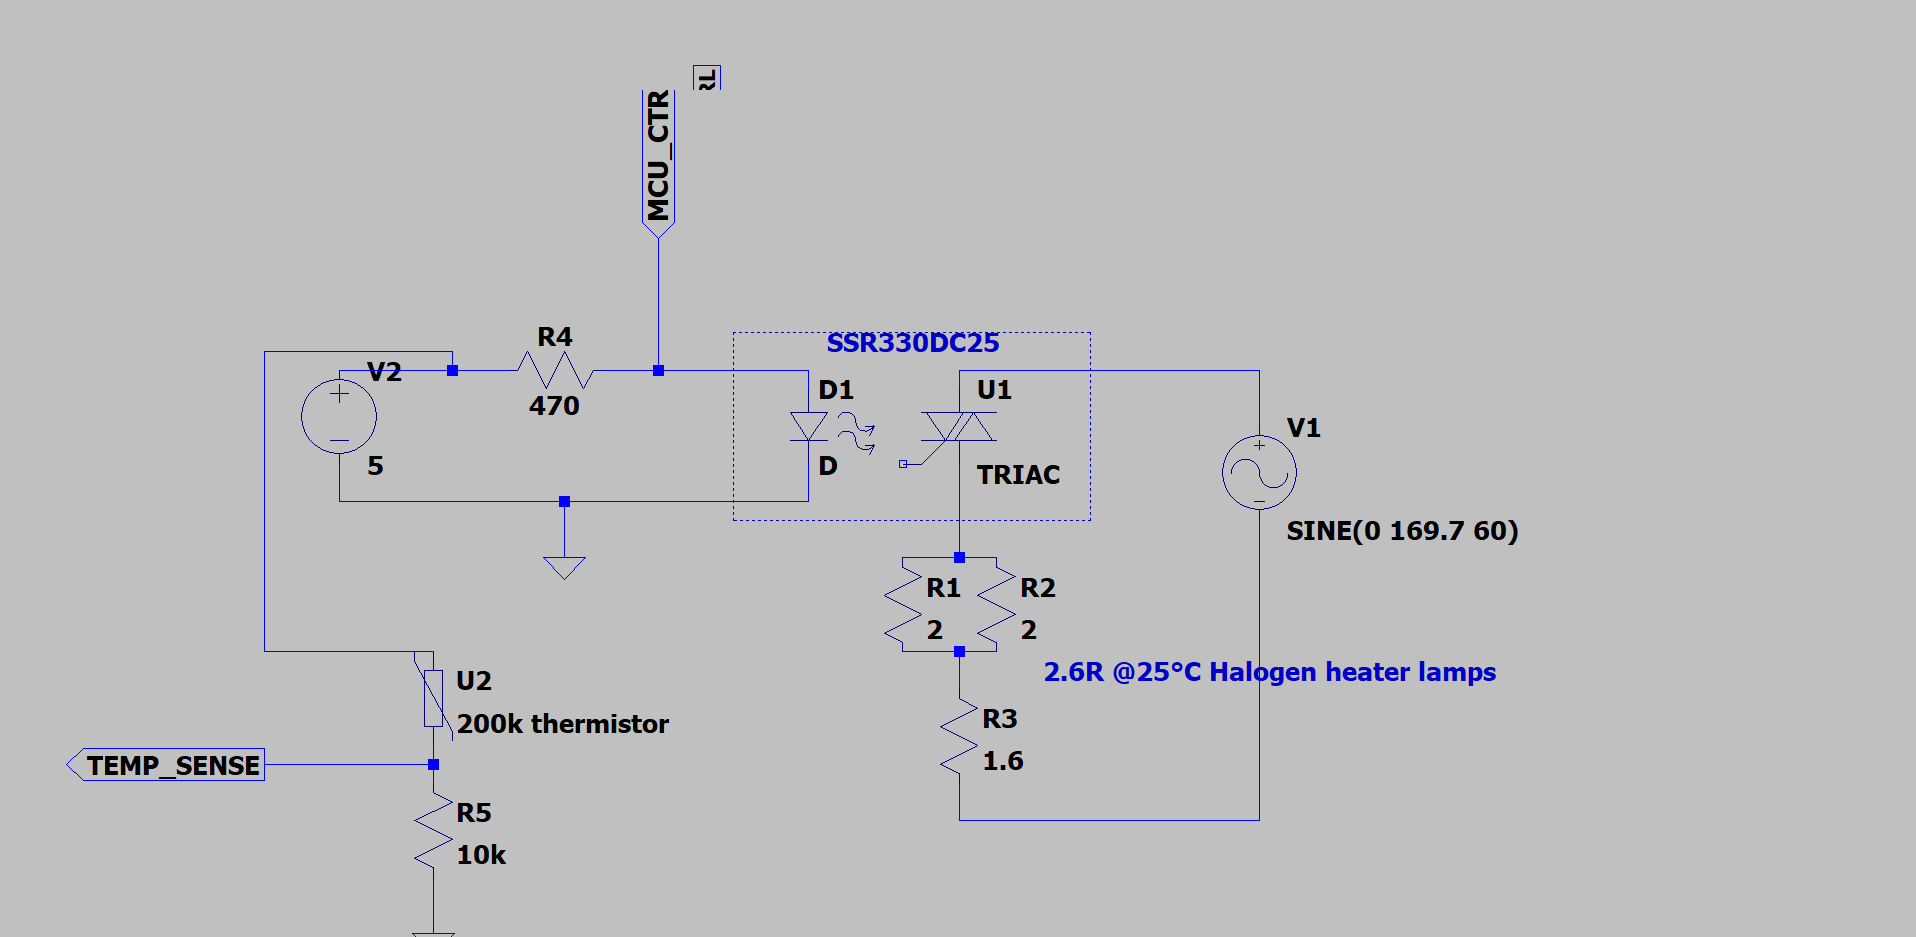 RL
MCU_CTR
R4
470
V2
5
SSR330DC25
D1
D
U1
TRIAC
V1
SINE(0 169.7 60)
R1
2
R2
2
2.6R @25°C Halogen heater lamps
R3
1.6
U2
200k thermistor
TEMP_SENSE
R5
10k